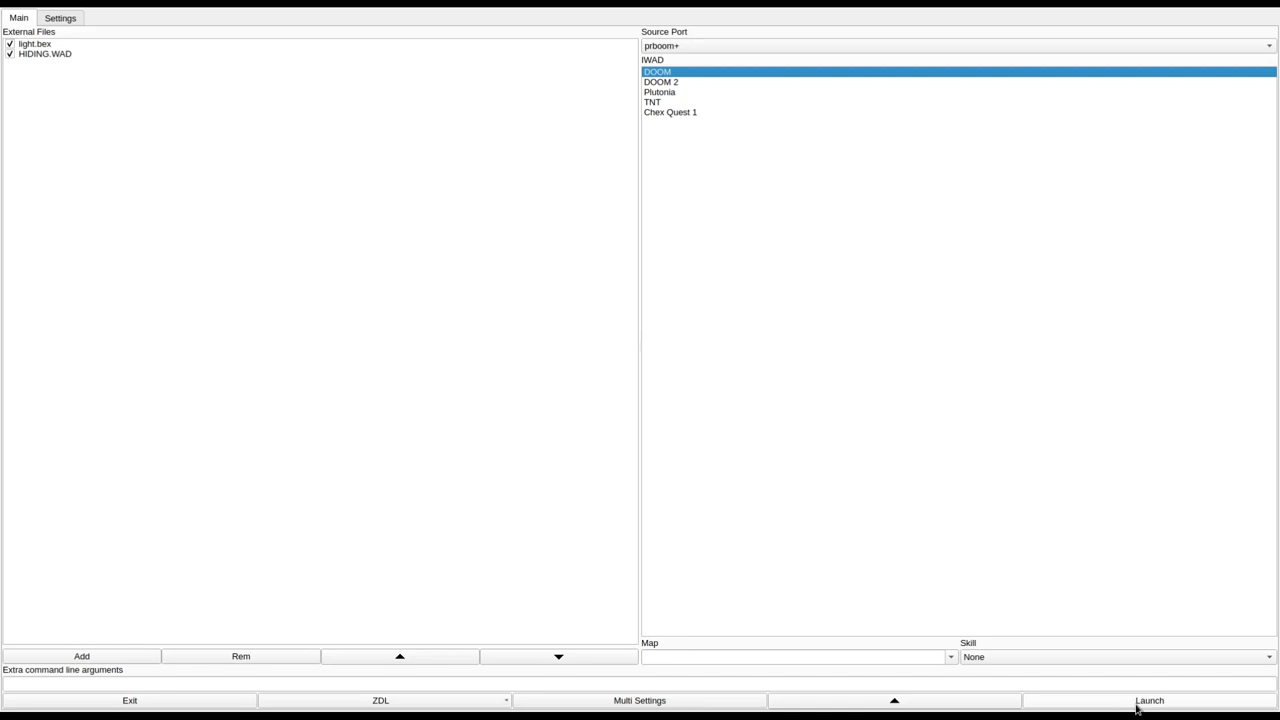 Main Settings
External Files
light.bex
HIDING.WAD
Source Port
prboom+
IWAD
DOOM
DOOM 2
Plutonia
TNT
Chex Quest 1
Map Skill
None
Add Rem
Extra command line arguments
Exit ZDL Multi Settings Launch